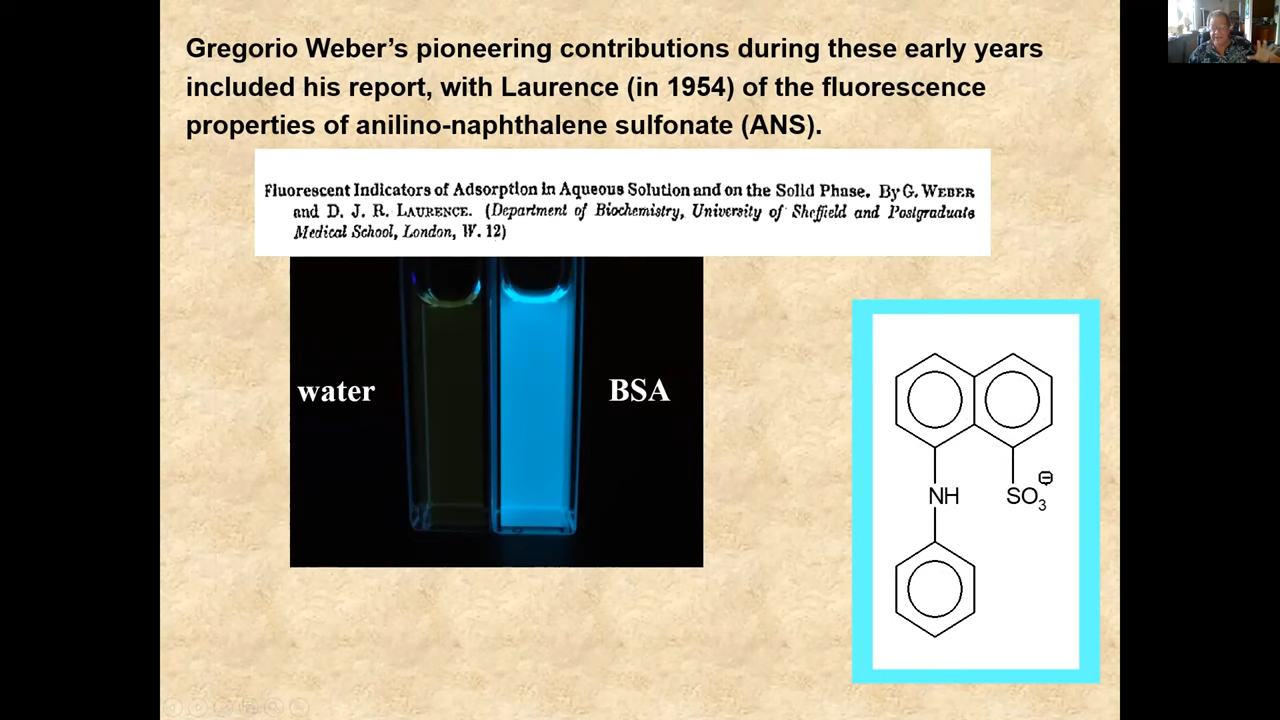 Gregorio Weber’s pioneering contributions during these early years
included his report, with Laurence (in 1954) of the fluorescence
properties of anilino-naphthalene sulfonate (ANS).
Fluorescent Indicators of Adsorption in Aqueous Solution and on the Solid Phase. By G. WEBER
and D. J. R. LAURENCE. (Department of Biochemistry, University of Sheffield and Postgraduate
Medical School, London, W. 12)
water
BSA
NH
SO3⊖